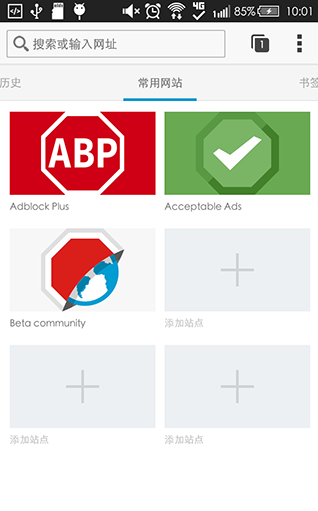 4G
85%
10:01
搜索或输入网址
1
历史
常用网站
书签
ABP
Adblock Plus
Acceptable Ads
Beta community
添加站点
添加站点
添加站点